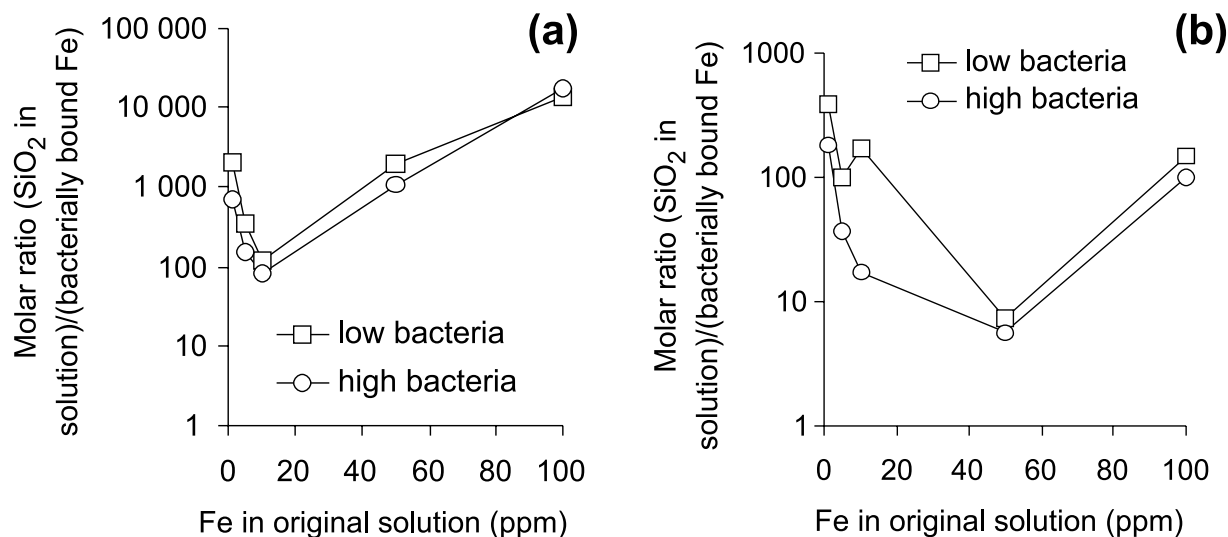 (a)
Molar ratio (SiO2 in
solution)/(bacterially bound Fe)
100 000
10 000
1 000
100
10
1
low bacteria
high bacteria
0 20 40 60 80 100
Fe in original solution (ppm)
(b)
Molar ratio (SiO2 in
solution)/(bacterially bound Fe)
1000
100
10
1
low bacteria
high bacteria
0 20 40 60 80 100
Fe in original solution (ppm)